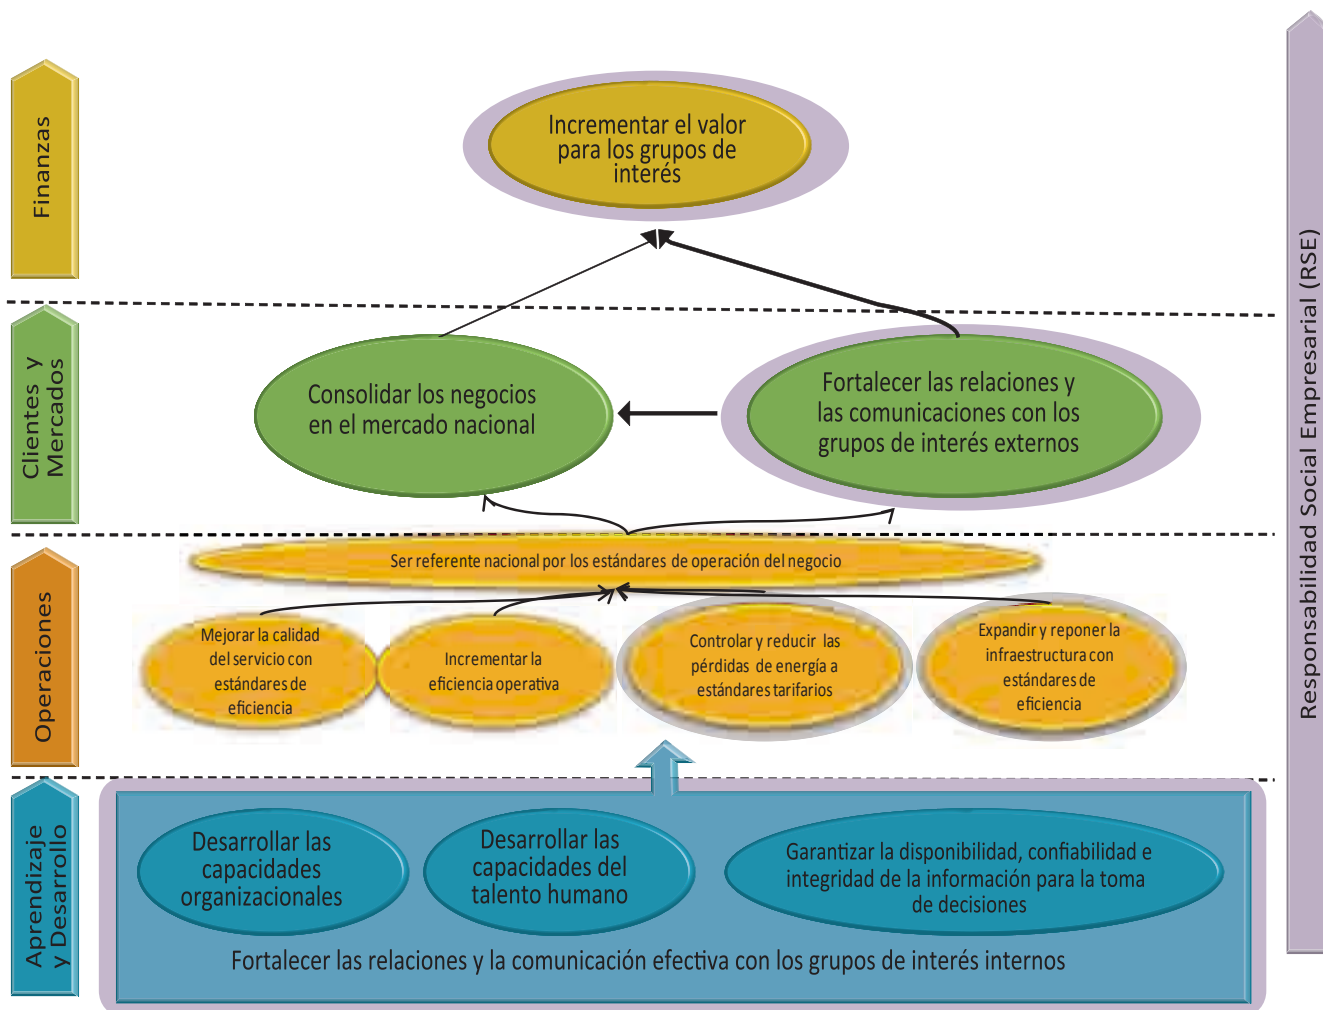 Finanzas
Incrementar el valor
para los grupos de
interés
Clientes y
Mercados
Consolidar los negocios
en el mercado nacional
Fortalecer las relaciones y
las comunicaciones con los
grupos de interés externos
Operaciones
Ser referente nacional por los estándares de operación del negocio
Mejorar la calidad
del servicio con
estándares de
eficiencia
Incrementar la
eficiencia operativa
Controlar y reducir las
pérdidas de energía a
estándares tarifarios
Expandir y reponer la
infraestructura con
estándares de
eficiencia
Aprendizaje
y Desarrollo
Desarrollar las
capacidades
organizacionales
Desarrollar las
capacidades del
talento humano
Garantizar la disponibilidad, confiabilidad e
integridad de la información para la toma
de decisiones
Fortalecer las relaciones y la comunicación efectiva con los grupos de interés internos
Responsabilidad Social Empresarial (RSE)